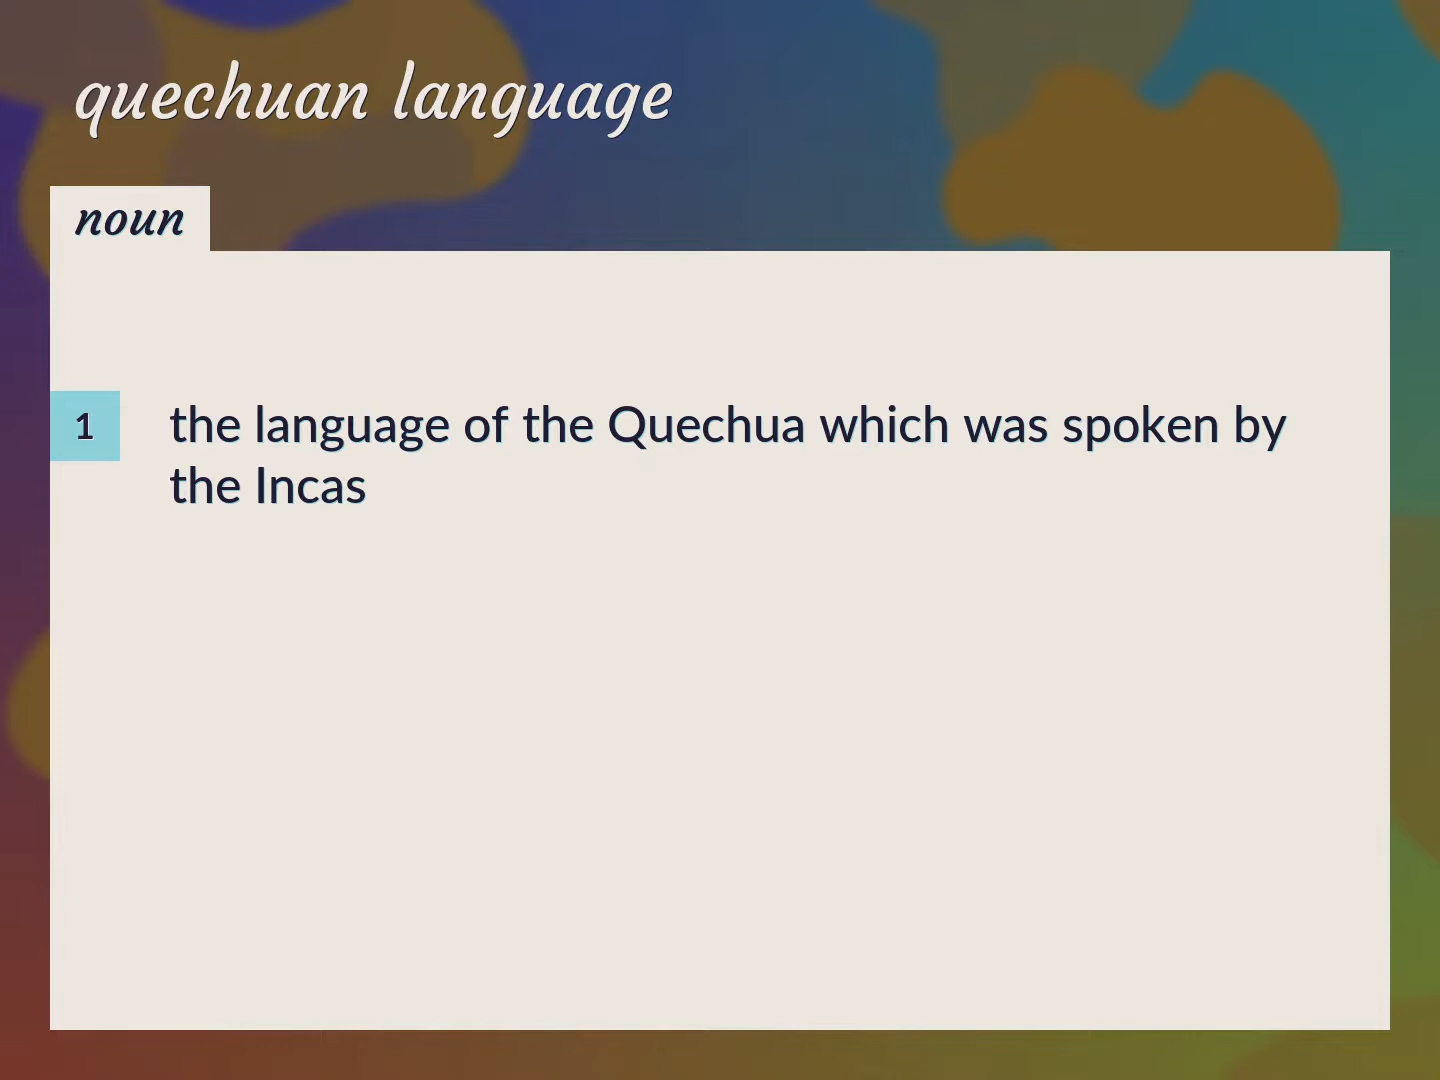 quechuan language
noun
1
the language of the Quechua which was spoken by
the Incas